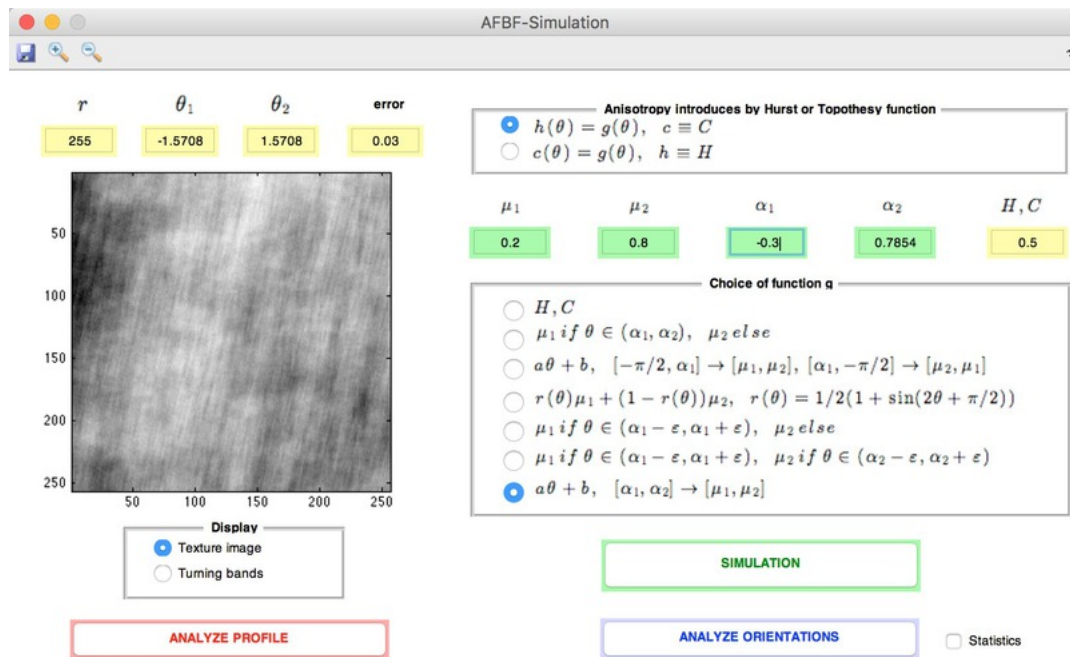 AFBF-Simulation
r θ₁ θ₂ error
255 -1.5708 1.5708 0.03
50
100
150
200
250
50 100 150 200 250
Display
Texture image
Turning bands
ANALYZE PROFILE
Anisotropy introduces by Hurst or Topothesy function
h(θ) = g(θ), c ≡ C
c(θ) = g(θ), h ≡ H
μ₁ μ₂ α₁ α₂ H, C
0.2 0.8 -0.3 0.7854 0.5
Choice of function g
H, C
μ₁ if θ ∈ (α₁, α₂), μ₂ else
aθ + b, [−π/2, α₁] → [μ₁, μ₂], [α₁, −π/2] → [μ₂, μ₁]
r(θ)μ₁ + (1 − r(θ))μ₂, r(θ) = 1/2(1 + sin(2θ + π/2))
μ₁ if θ ∈ (α₁ − ε, α₁ + ε), μ₂ else
μ₁ if θ ∈ (α₁ − ε, α₁ + ε), μ₂ if θ ∈ (α₂ − ε, α₂ + ε)
aθ + b, [α₁, α₂] → [μ₁, μ₂]
SIMULATION
ANALYZE ORIENTATIONS
Statistics